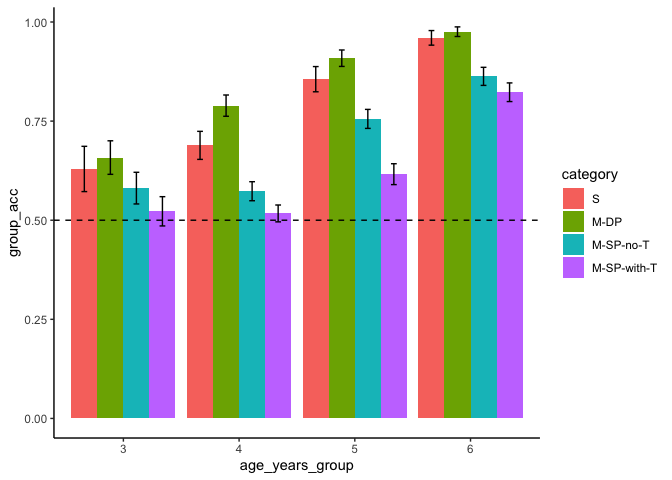 1.00
0.75
0.50
0.25
0.00
group_acc
3 4 5 6
age_years_group
category
S
M-DP
M-SP-no-T
M-SP-with-T